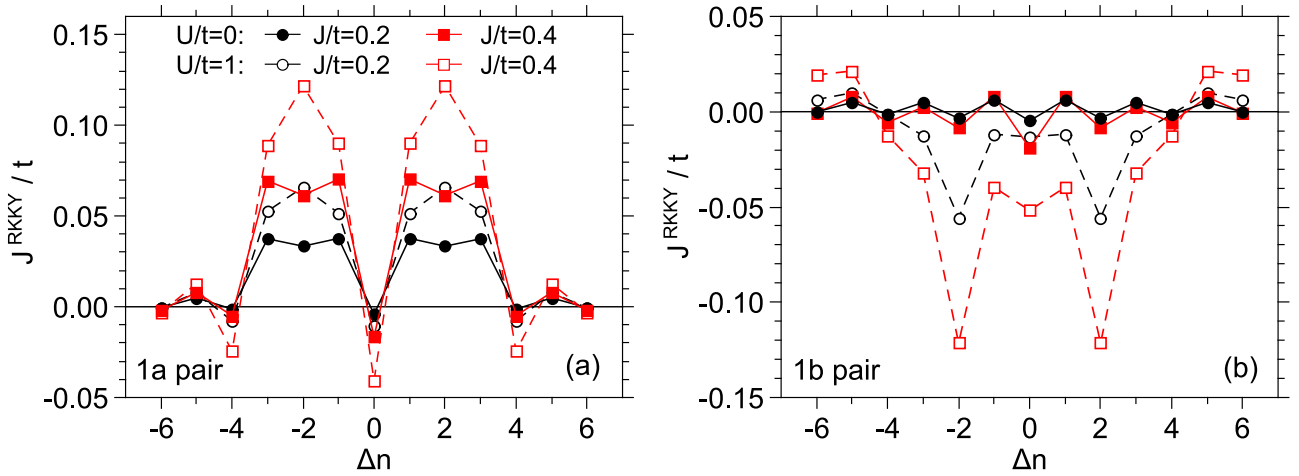 U/t=0: J/t=0.2 J/t=0.4
U/t=1: J/t=0.2 J/t=0.4
0.15
0.10
0.05
0.00
-0.05
J^RKKY / t
1a pair
(a)
-6 -4 -2 0 2 4 6
Δn
0.05
0.00
-0.05
-0.10
-0.15
J^RKKY / t
1b pair
(b)
-6 -4 -2 0 2 4 6
Δn